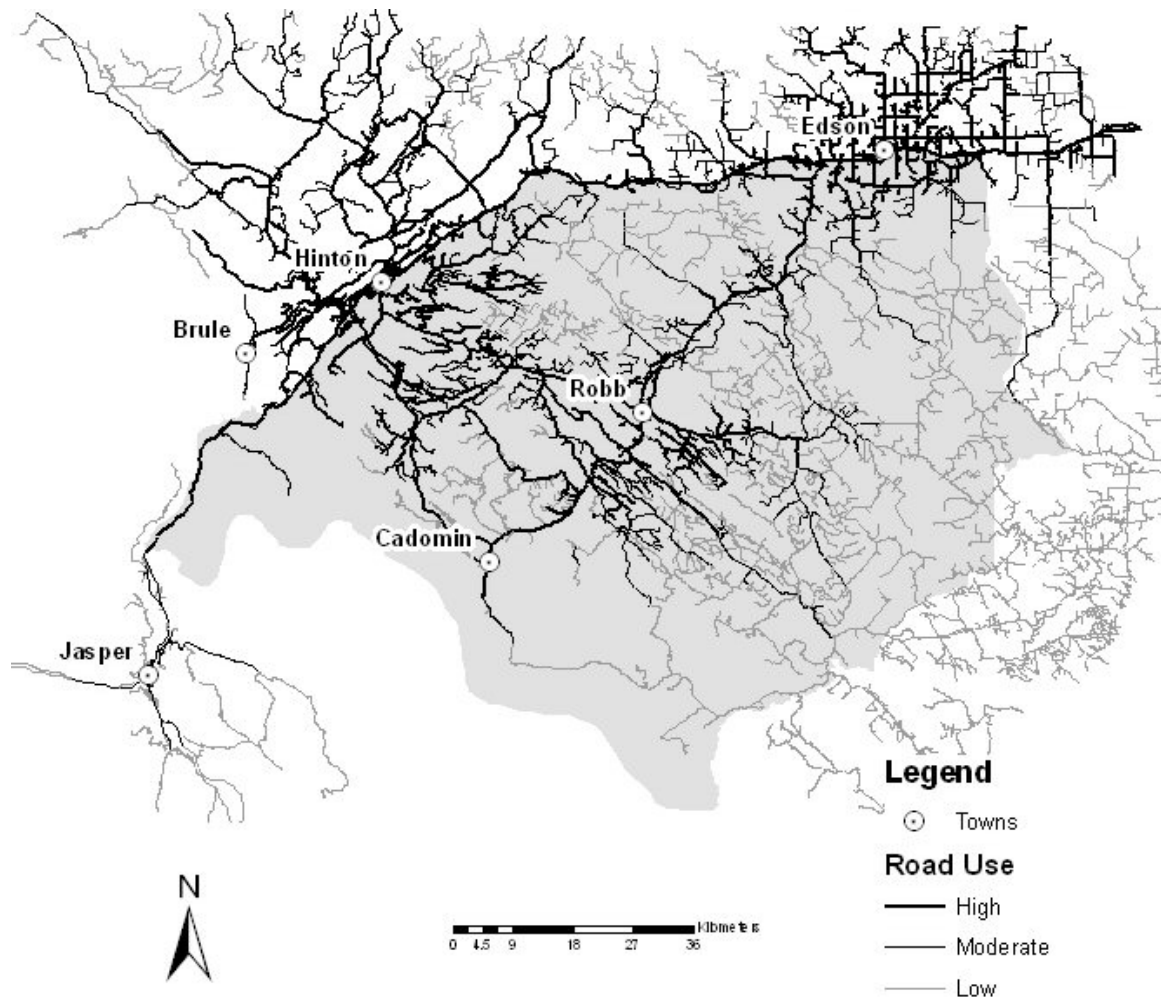 Edson
Hinton
Brule
Robb
Cadomin
Jasper
Legend
Towns
Road Use
High
Moderate
Low
N
Kilometers
0 4.5 9 18 27 36